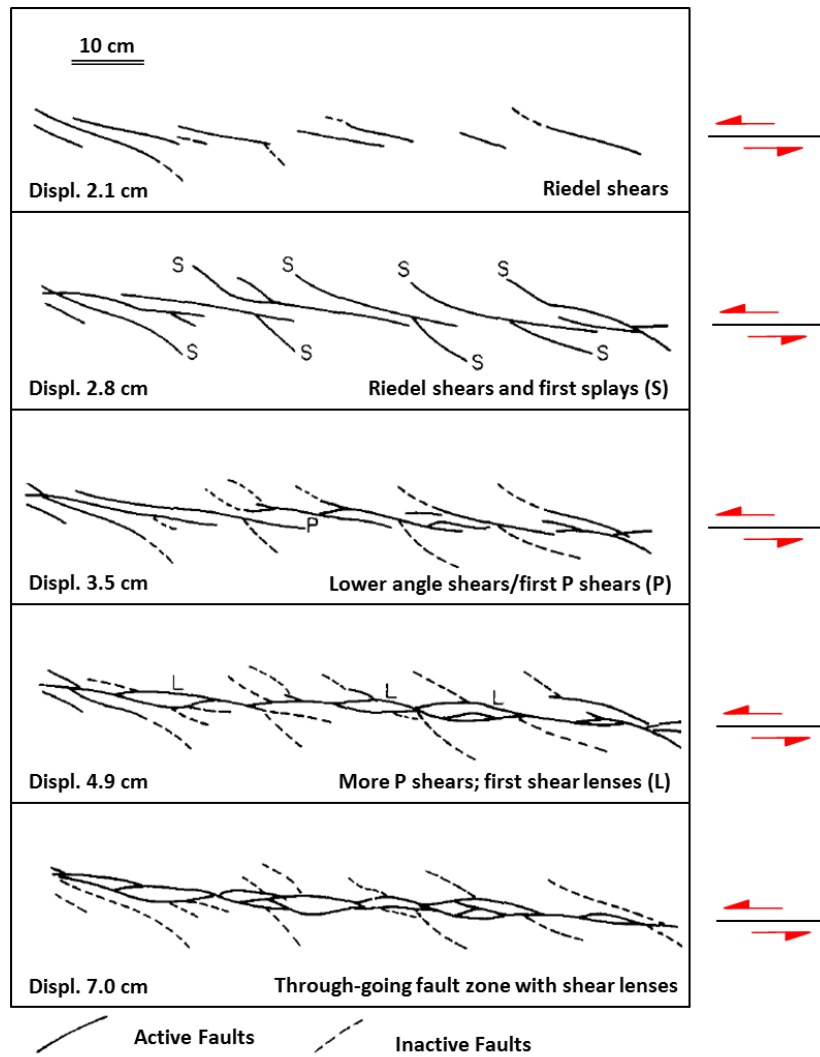 10 cm
Displ. 2.1 cm
Riedel shears
S
S
S
S
S
S
S
S
Displ. 2.8 cm
Riedel shears and first splays (S)
P
Displ. 3.5 cm
Lower angle shears/first P shears (P)
L
L
L
Displ. 4.9 cm
More P shears; first shear lenses (L)
Displ. 7.0 cm
Through-going fault zone with shear lenses
Active Faults
Inactive Faults